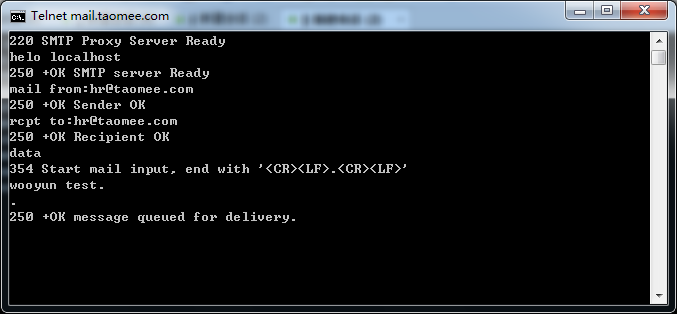 Telnet mail.taomee.com
220 SMTP Proxy Server Ready
helo localhost
250 +OK SMTP server Ready
mail from:hr@taomee.com
250 +OK Sender OK
rcpt to:hr@taomee.com
250 +OK Recipient OK
data
354 Start mail input, end with '<CR><LF>.<CR><LF>'
wooyun test.
.
250 +OK message queued for delivery.